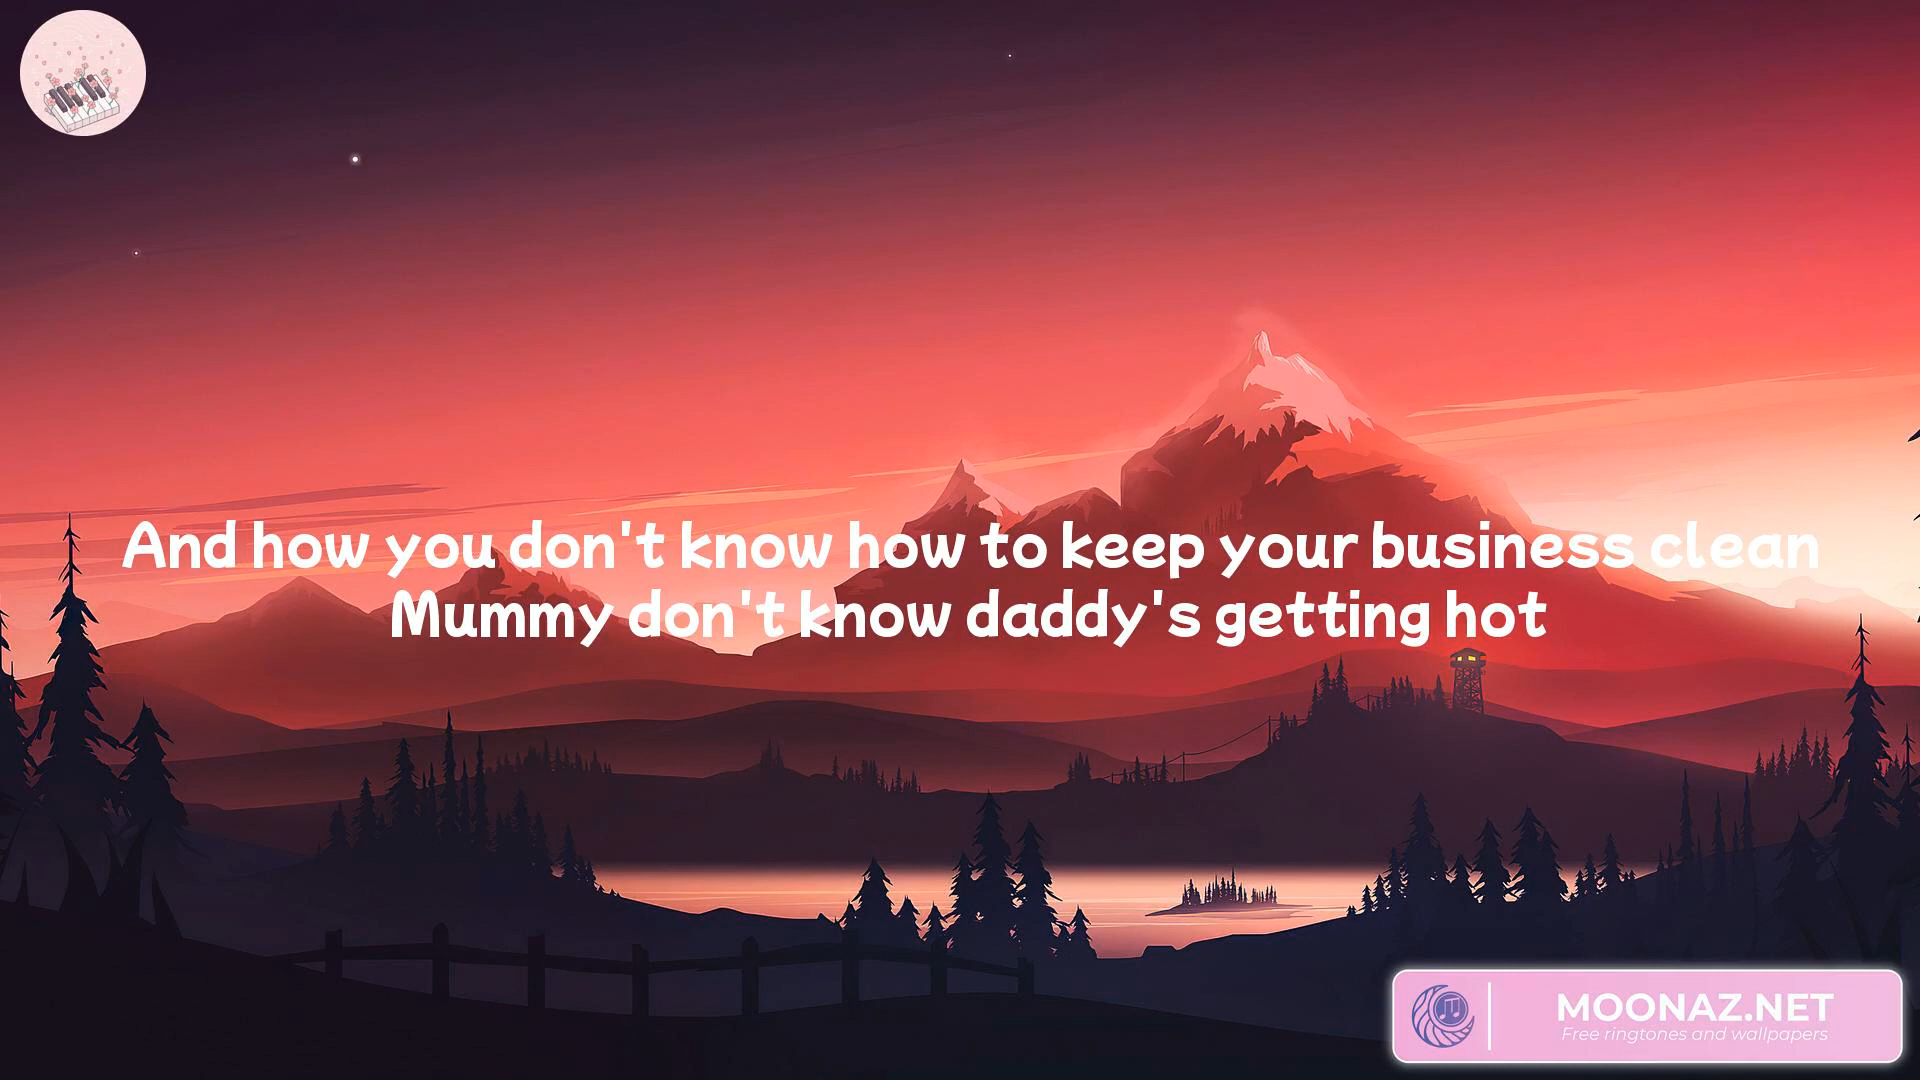 And how you don't know how to keep your business clean
Mummy don't know daddy's getting hot
MOONAZ.NET
Free ringtones and wallpapers